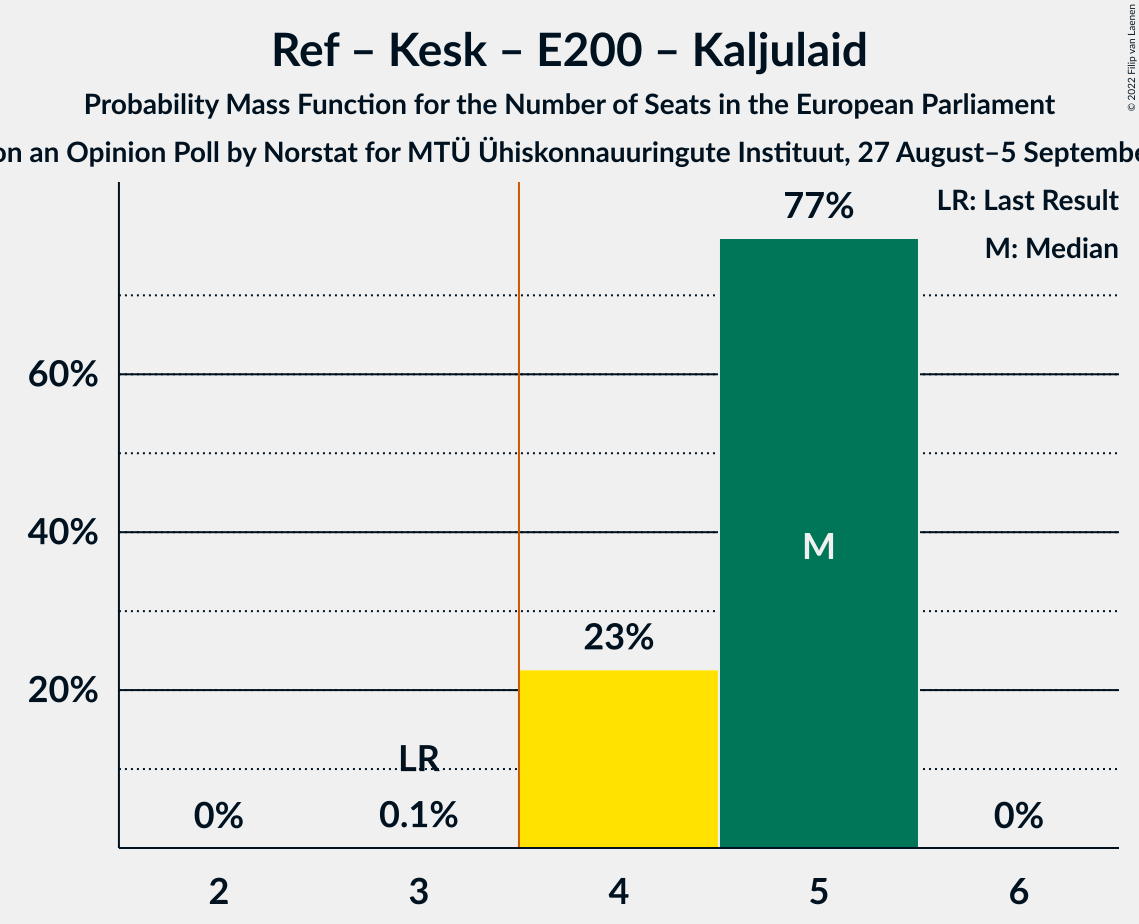 Ref – Kesk – E200 – Kaljulaid
Probability Mass Function for the Number of Seats in the European Parliament
on an Opinion Poll by Norstat for MTÜ Ühiskonnauuringute Instituut, 27 August–5
© 2022 Filip van Laenen
LR: Last Result
M: Median
77%
60%
40%
M
23%
20%
LR
0%
0.1%
0%
2 3 4 5 6